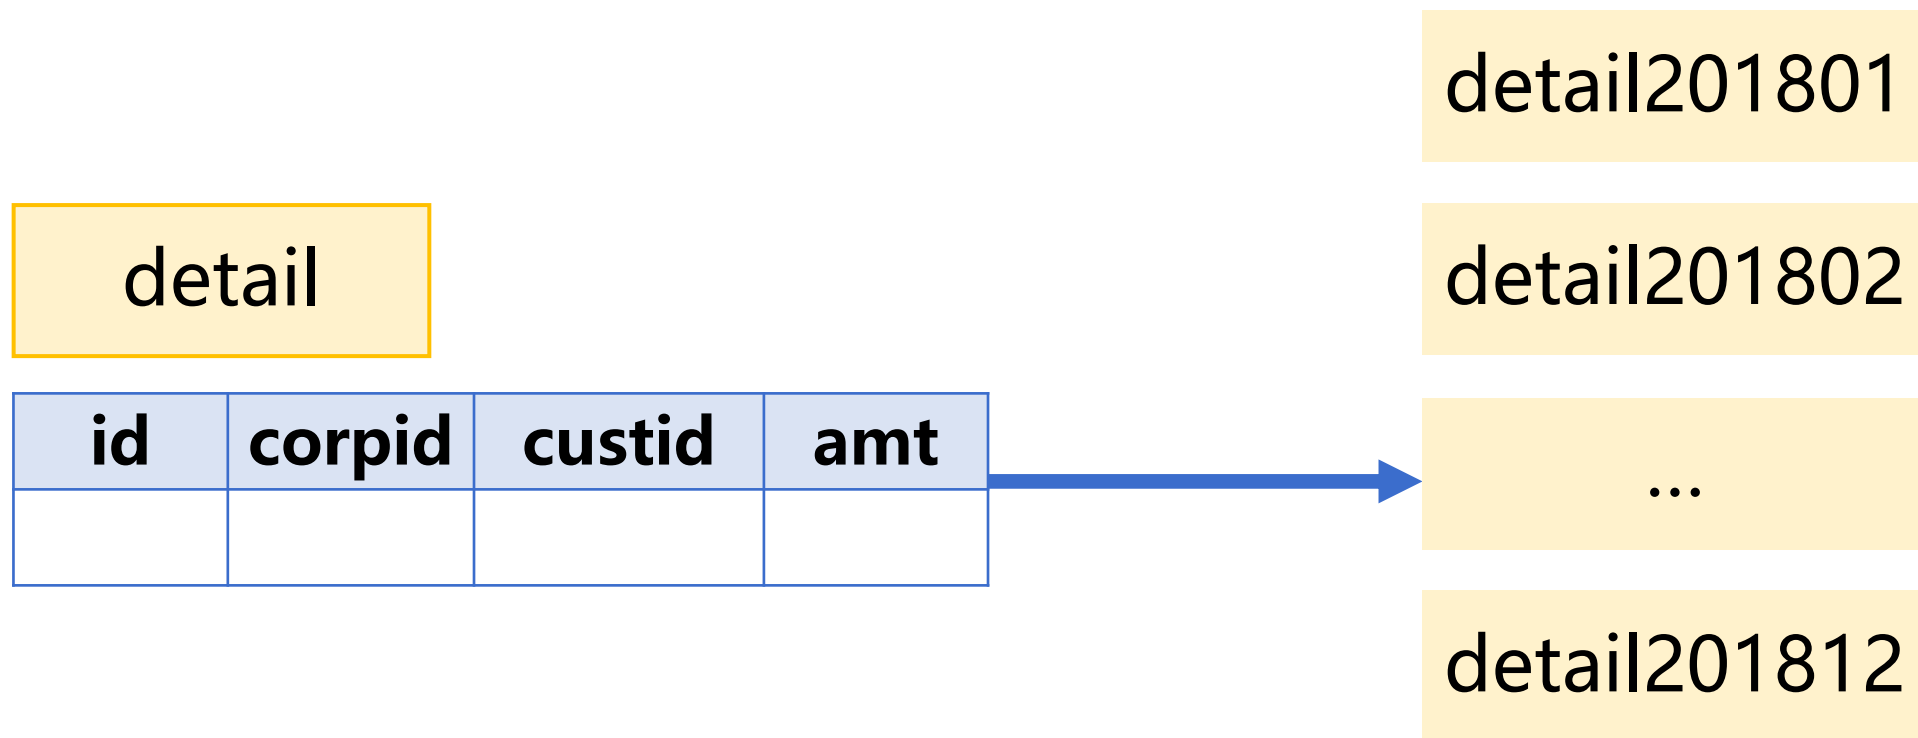 detail
id corpid custid amt
detail201801
detail201802
...
detail201812